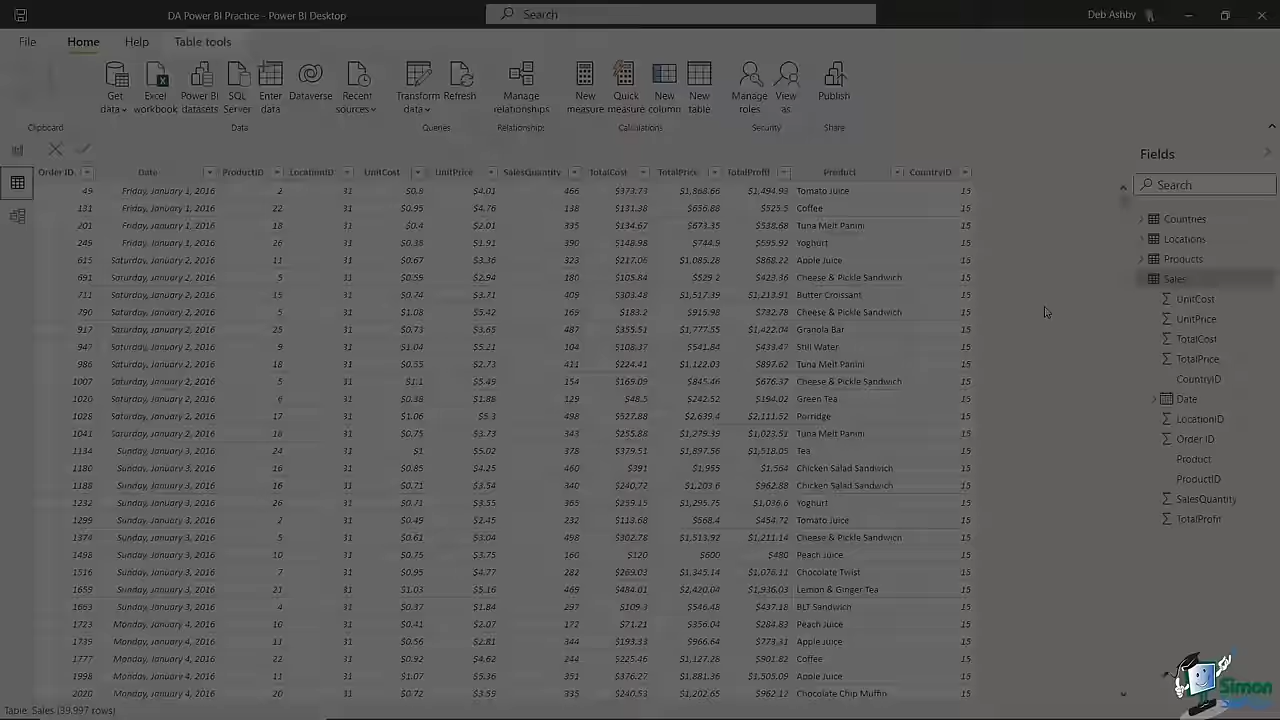 DA Power BI Practice - Power BI Desktop Search Deb Ashby
File Home Help Table tools
Get data Excel workbook Power BI datasets SQL Server Enter data Dataverse Recent sources Transform data Refresh Manage relationships New measure Quick measure New column New table Manage roles View as Publish
Clipboard Data Queries Relationships Calculations Security Share
Order ID Date ProductID LocationID UnitCost UnitPrice SalesQuantity TotalCost TotalPrice TotalProfit Product CountryID
49 Friday, January 1, 2016 2 31 $0.8 $4.01 466 $373.73 $1,868.66 $1,494.93 Tomato Juice 15
131 Friday, January 1, 2016 22 31 $0.95 $4.76 138 $131.38 $656.88 $525.5 Coffee 15
201 Friday, January 1, 2016 18 31 $0.4 $2.01 335 $134.67 $673.35 $538.68 Tuna Melt Panini 15
245 Friday, January 1, 2016 26 31 $0.38 $1.91 390 $148.98 $744.9 $595.92 Yoghurt 15
615 Saturday, January 2, 2016 11 31 $0.67 $3.36 323 $217.06 $1,085.28 $868.22 Apple Juice 15
691 Saturday, January 2, 2016 5 31 $0.59 $2.94 180 $105.84 $529.2 $423.36 Cheese & Pickle Sandwich 15
711 Saturday, January 2, 2016 15 31 $0.74 $3.71 409 $303.48 $1,517.39 $1,213.91 Butter Croissant 15
790 Saturday, January 2, 2016 5 31 $1.08 $5.42 169 $183.2 $915.98 $732.78 Cheese & Pickle Sandwich 15
917 Saturday, January 2, 2016 25 31 $0.73 $3.65 487 $355.51 $1,777.55 $1,422.04 Granola Bar 15
947 Saturday, January 2, 2016 9 31 $1.04 $5.21 104 $108.37 $541.84 $433.47 Still Water 15
986 Saturday, January 2, 2016 18 31 $0.55 $2.73 411 $224.41 $1,122.03 $897.62 Tuna Melt Panini 15
1007 Saturday, January 2, 2016 5 31 $1.1 $5.49 154 $169.09 $845.46 $676.37 Cheese & Pickle Sandwich 15
1020 Saturday, January 2, 2016 6 31 $0.38 $1.88 129 $48.5 $242.52 $194.02 Green Tea 15
1028 Saturday, January 2, 2016 17 31 $1.06 $5.3 498 $527.88 $2,639.4 $2,111.52 Porridge 15
1041 Saturday, January 2, 2016 18 31 $0.75 $3.73 343 $255.88 $1,279.39 $1,023.51 Tuna Melt Panini 15
1134 Sunday, January 3, 2016 24 31 $1 $5.02 378 $379.51 $1,897.56 $1,518.05 Tea 15
1180 Sunday, January 3, 2016 16 31 $0.85 $4.25 460 $391 $1,955 $1,564 Chicken Salad Sandwich 15
1188 Sunday, January 3, 2016 16 31 $0.71 $3.54 340 $240.72 $1,203.6 $962.88 Chicken Salad Sandwich 15
1232 Sunday, January 3, 2016 26 31 $0.71 $3.55 365 $259.15 $1,295.75 $1,036.6 Yoghurt 15
1299 Sunday, January 3, 2016 2 31 $0.49 $2.45 232 $113.68 $568.4 $454.72 Tomato Juice 15
1374 Sunday, January 3, 2016 5 31 $0.61 $3.04 498 $302.78 $1,513.92 $1,211.14 Cheese & Pickle Sandwich 15
1498 Sunday, January 3, 2016 10 31 $0.75 $3.75 160 $120 $600 $480 Peach Juice 15
1516 Sunday, January 3, 2016 7 31 $0.95 $4.77 282 $269.03 $1,345.14 $1,076.11 Chocolate Twist 15
1659 Sunday, January 3, 2016 21 31 $1.03 $5.16 469 $484.01 $2,420.04 $1,936.03 Lemon & Ginger Tea 15
1663 Sunday, January 3, 2016 4 31 $0.37 $1.84 297 $109.3 $546.48 $437.18 BLT Sandwich 15
1723 Monday, January 4, 2016 10 31 $0.41 $2.07 172 $71.21 $356.04 $284.83 Peach Juice 15
1739 Monday, January 4, 2016 11 31 $0.56 $2.81 344 $193.33 $966.64 $773.31 Apple Juice 15
1777 Monday, January 4, 2016 22 31 $0.92 $4.62 244 $225.46 $1,127.28 $901.82 Coffee 15
1998 Monday, January 4, 2016 11 31 $1.07 $5.36 351 $376.27 $1,881.36 $1,505.09 Apple Juice 15
2020 Monday, January 4, 2016 20 31 $0.72 $3.59 335 $240.53 $1,202.65 $962.12 Chocolate Chip Muffin 15
Table: Sales (39,997 rows)
Fields
Search
Countries
Locations
Products
Sales
UnitCost
UnitPrice
TotalCost
TotalPrice
CountryID
Date
LocationID
Order ID
Product
ProductID
SalesQuantity
TotalProfit
Simon